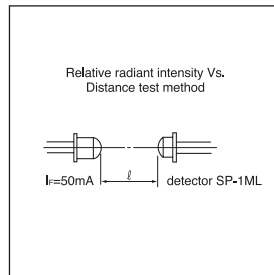 Relative radiant intensity Vs.
Distance test method
ℓ
IF=50mA
detector SP-1ML